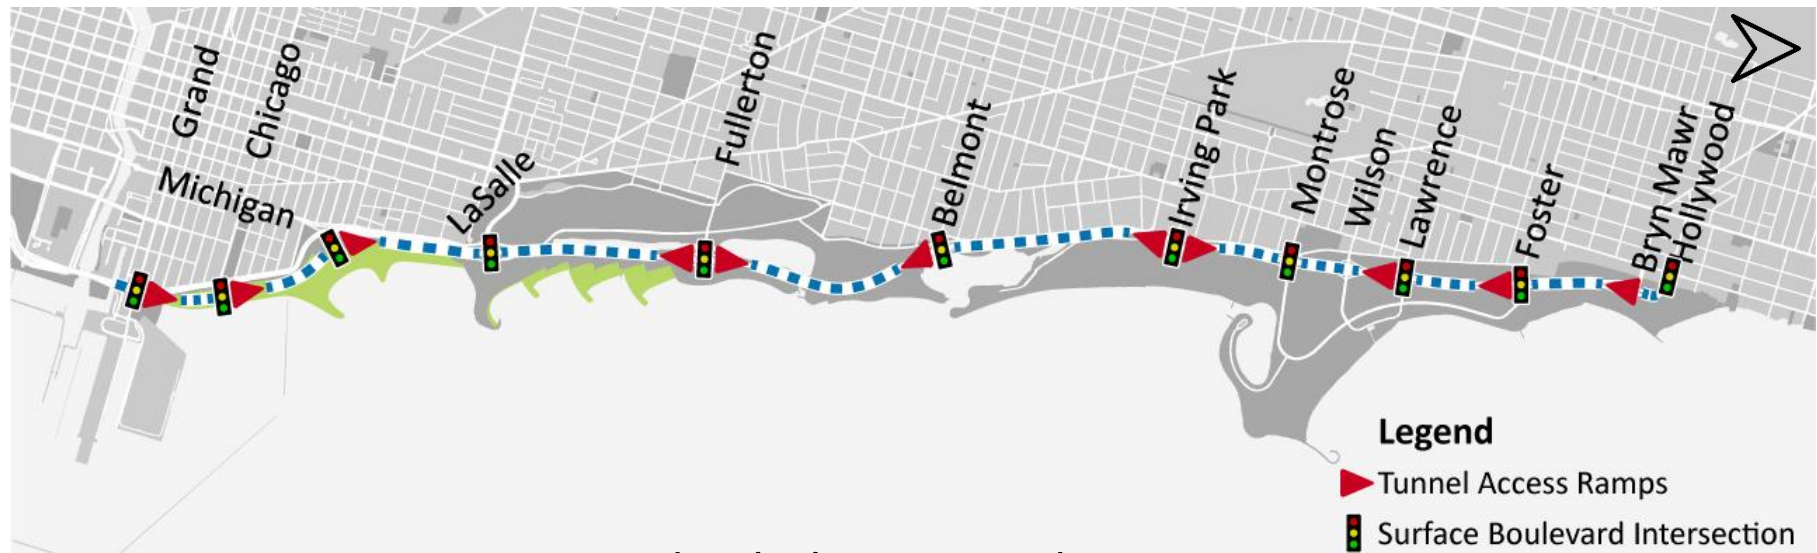 Grand
Chicago
Michigan
LaSalle
Fullerton
Belmont
Irving Park
Montrose
Wilson
Lawrence
Foster
Bryn Mawr
Hollywood
Legend
Tunnel Access Ramps
Surface Boulevard Intersection